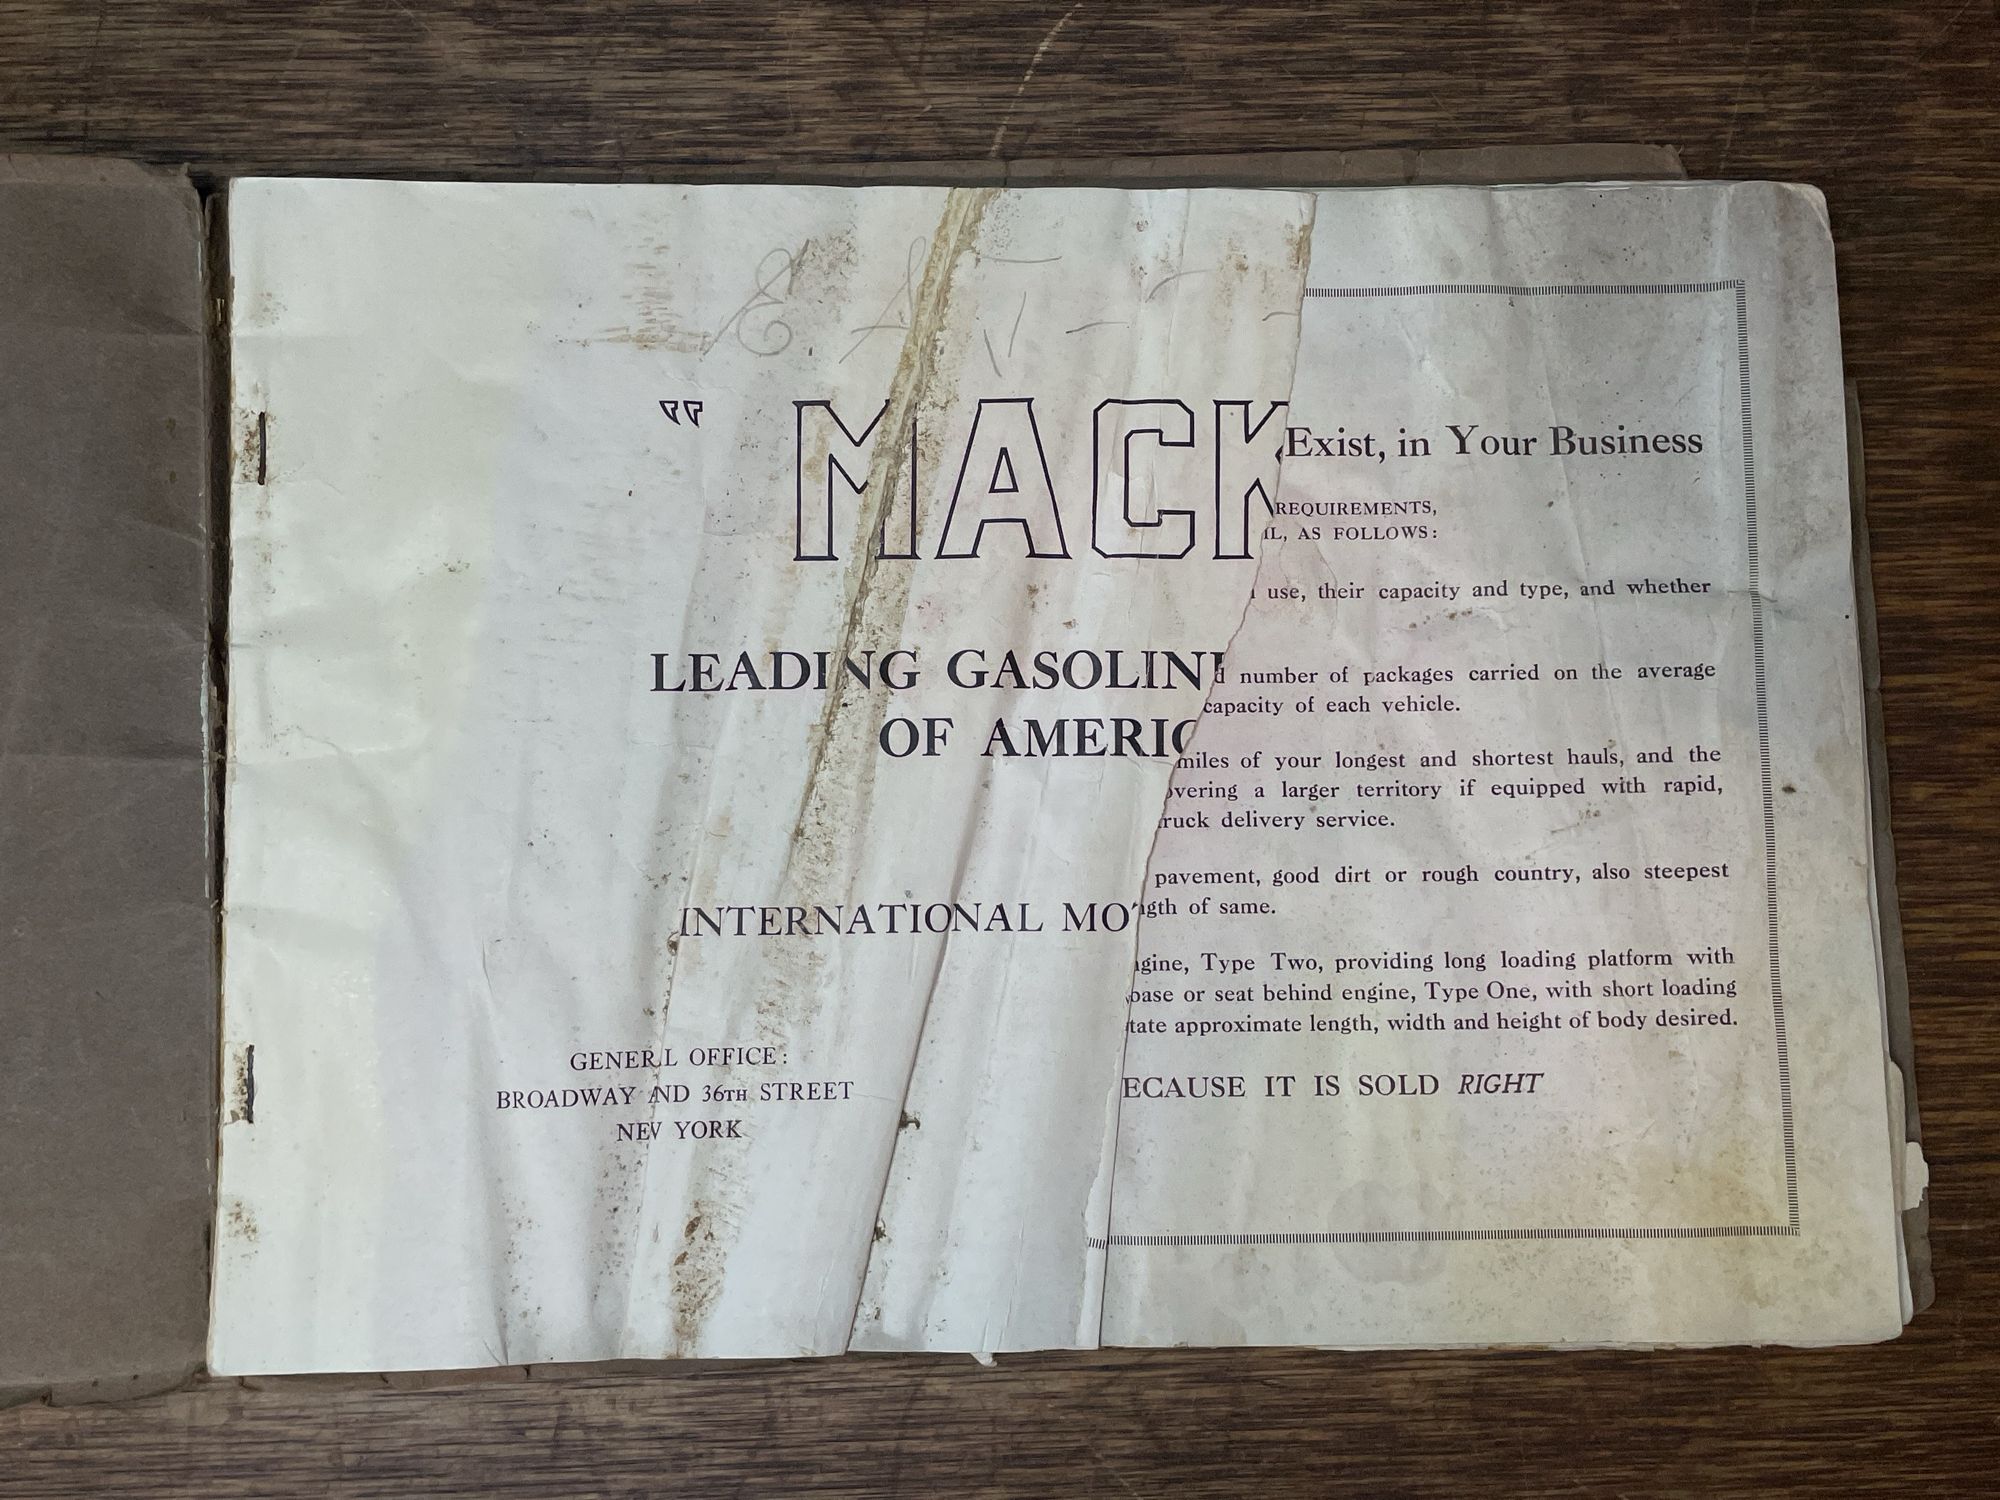 “ MACK
LEADING GASOLIN
OF AMERIC
INTERNATIONAL MO
GENER L OFFICE:
BROADWAY ND 36TH STREET
NEW YORK
Exist, in Your Business
REQUIREMENTS,
IL, AS FOLLOWS:
use, their capacity and type, and whether
d number of packages carried on the average
capacity of each vehicle.
miles of your longest and shortest hauls, and the
overing a larger territory if equipped with rapid,
ruck delivery service.
pavement, good dirt or rough country, also steepest
ngth of same.
ngine, Type Two, providing long loading platform with
base or seat behind engine, Type One, with short loading
tate approximate length, width and height of body desired.
ECAUSE IT IS SOLD RIGHT